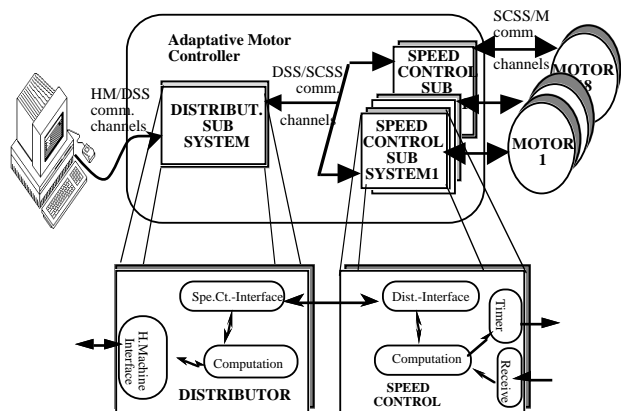 SCSS/M
comm.
channels
Adaptative Motor
Controller
DSS/SCSS
comm.
channels
SPEED
CONTROL
SUB
MOTOR
8
HM/DSS
comm.
channels
DISTRIBUT.
SUB
SYSTEM
SPEED
CONTROL
SUB
SYSTEM1
MOTOR
1
Spe.Ct.-Interface
Dist.-Interface
Timer
H.Machine
Interface
Computation
Computation
Receive
DISTRIBUTOR
SPEED
CONTROL